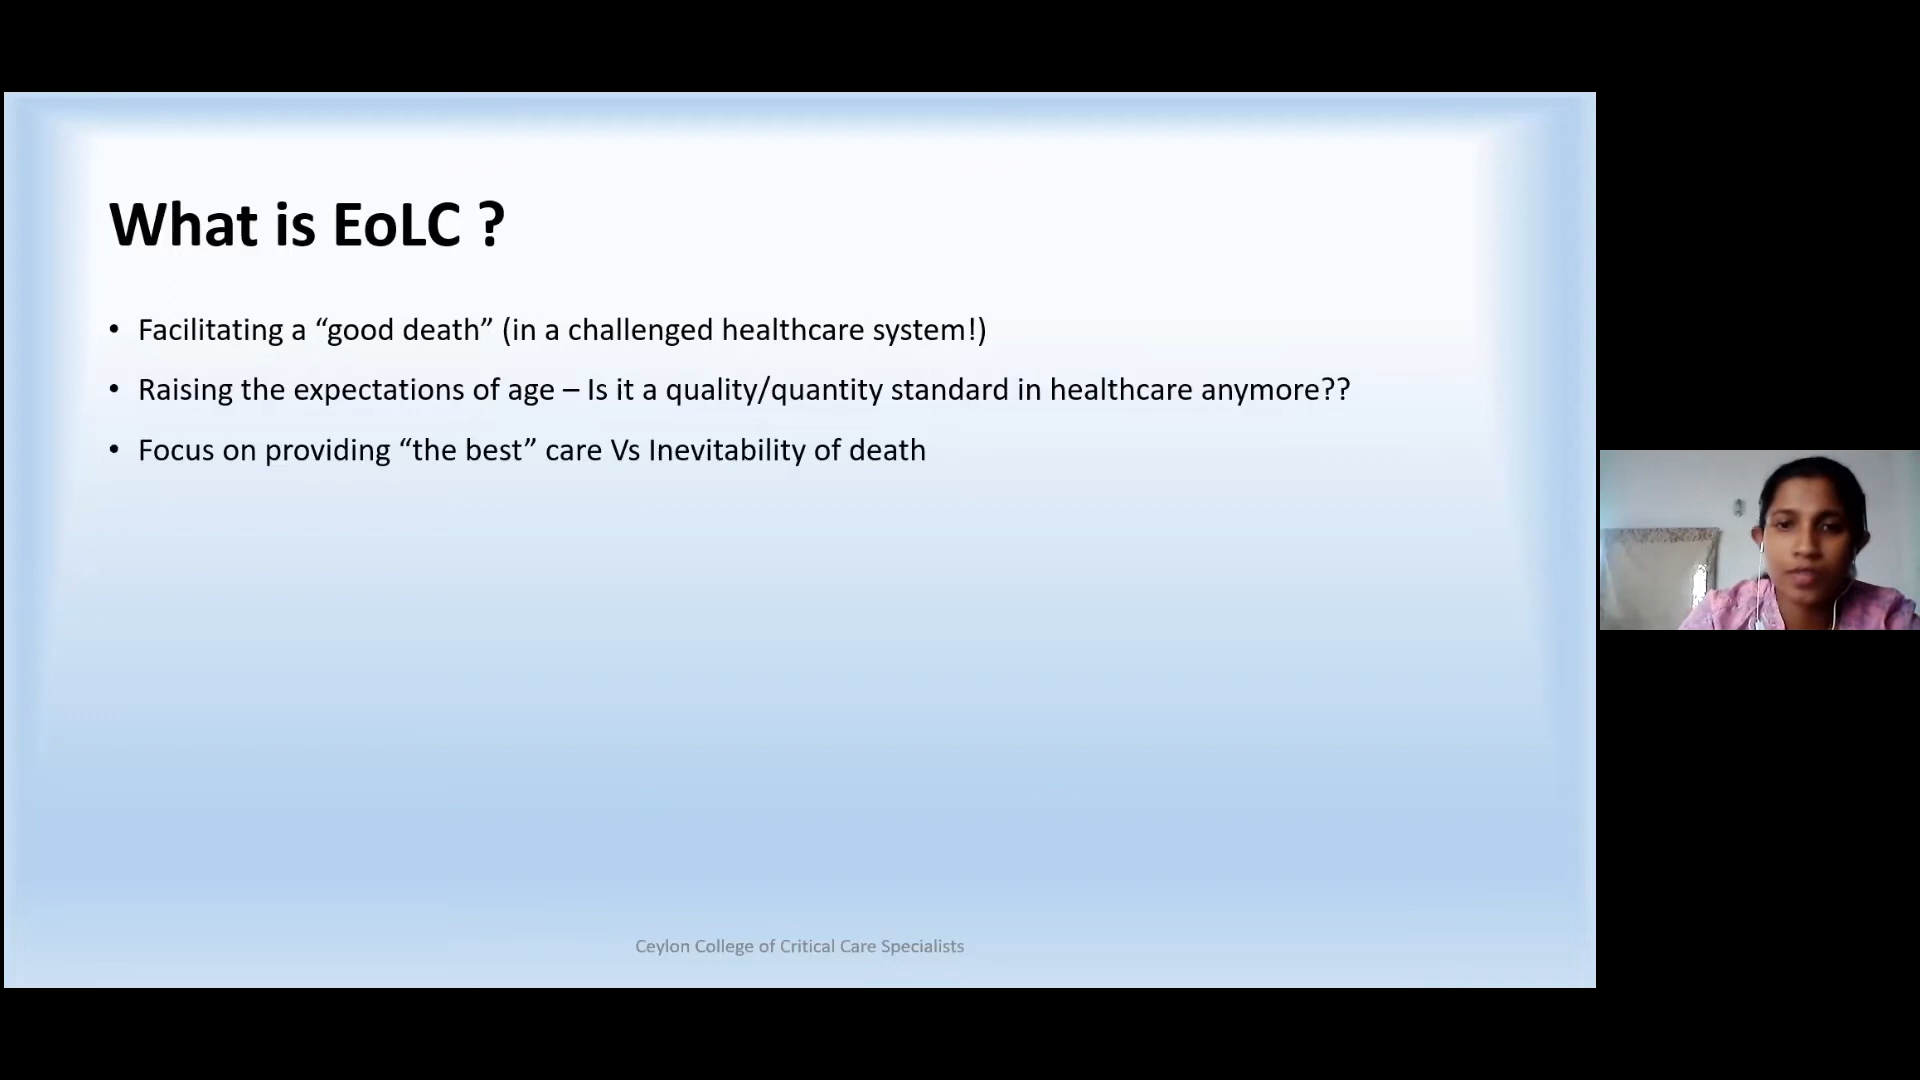 What is EoLC ?
• Facilitating a “good death” (in a challenged healthcare system!)
• Raising the expectations of age – Is it a quality/quantity standard in healthcare anymore??
• Focus on providing “the best” care Vs Inevitability of death
Ceylon College of Critical Care Specialists